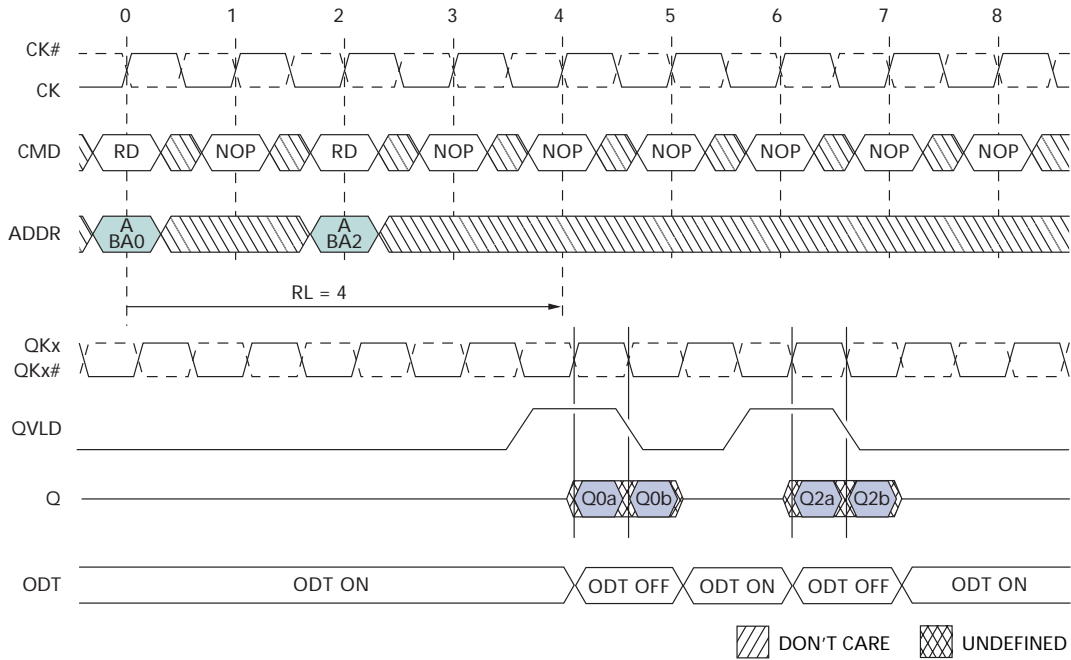 0 1 2 3 4 5 6 7 8
CK#
CK
CMD RD NOP RD NOP NOP NOP NOP NOP NOP
ADDR A BA0 A BA2
RL = 4
QKx
QKx#
QVLD
Q Q0a Q0b Q2a Q2b
ODT ODT ON ODT OFF ODT ON ODT OFF ODT ON
DON'T CARE UNDEFINED